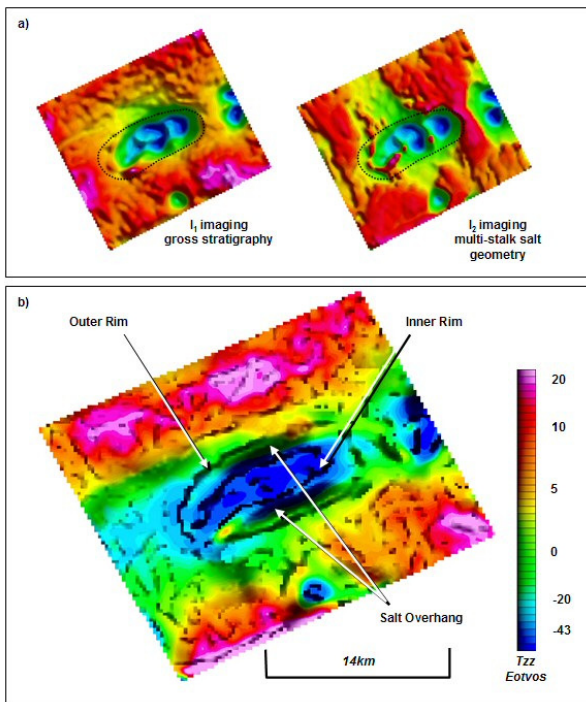 a)
I₁ imaging
gross stratigraphy
I₂ imaging
multi-stalk salt
geometry
b)
Outer Rim
Inner Rim
20
10
5
0
-20
-43
Salt Overhang
14km
Tzz
Eotvos